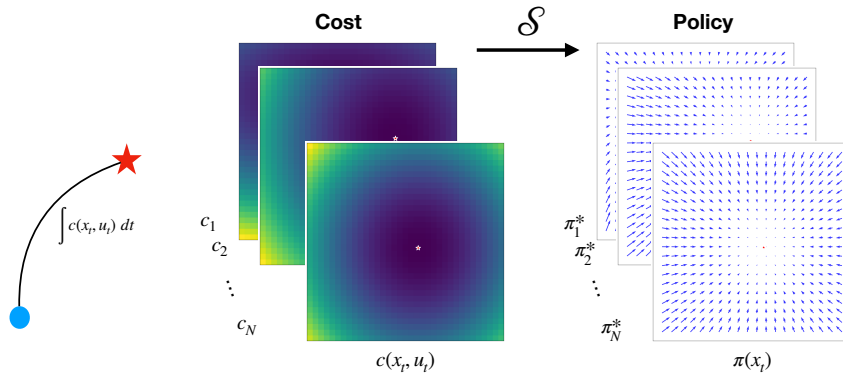 Cost
𝒮
Policy
∫ c(x_t, u_t) dt
c_1
c_2
⋮
c_N
c(x_t, u_t)
π_1^*
π_2^*
⋮
π_N^*
π(x_t)